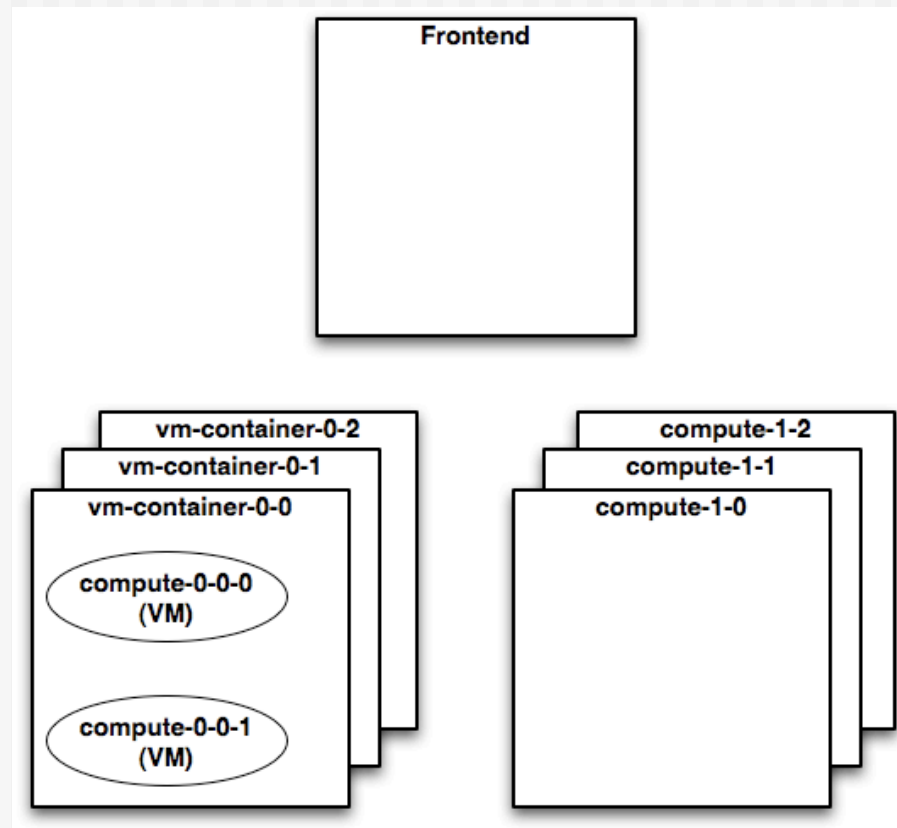 Frontend
vm-container-0-2
vm-container-0-1
vm-container-0-0
compute-0-0-0
(VM)
compute-0-0-1
(VM)
compute-1-2
compute-1-1
compute-1-0